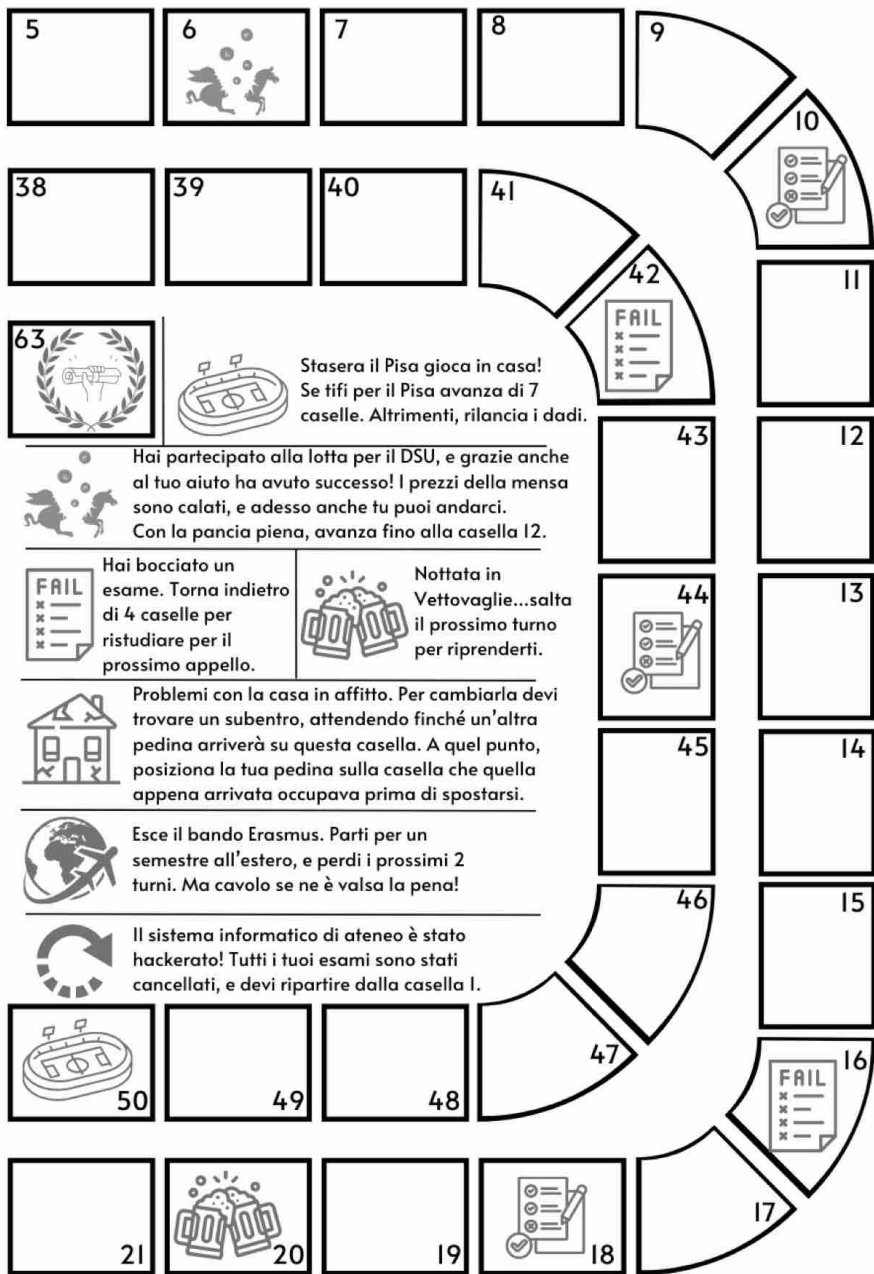 5 6 7 8 9
10
38 39 40 41
42
FAIL
11
63
Stasera il Pisa gioca in casa!
Se tifi per il Pisa avanza di 7
caselle. Altrimenti, rilancia i dadi.
43 12
Hai partecipato alla lotta per il DSU, e grazie anche
al tuo aiuto ha avuto successo! I prezzi della mensa
sono calati, e adesso anche tu puoi andarci.
Con la pancia piena, avanza fino alla casella 12.
FAIL
Hai bocciato un
esame. Torna indietro
di 4 caselle per
ristudiare per il
prossimo appello.
Nottata in
Vettovaglie...salta
il prossimo turno
per riprenderti.
44 13
Problemi con la casa in affitto. Per cambiarla devi
trovare un subentro, attendendo finché un'altra
pedina arriverà su questa casella. A quel punto,
posiziona la tua pedina sulla casella che quella
appena arrivata occupava prima di spostarsi.
45 14
Esce il bando Erasmus. Parti per un
semestre all'estero, e perdi i prossimi 2
turni. Ma cavolo se ne è valsa la pena!
46 15
Il sistema informatico di ateneo è stato
hackerato! Tutti i tuoi esami sono stati
cancellati, e devi ripartire dalla casella 1.
50 49 48 47
16
FAIL
21 20 19 18 17